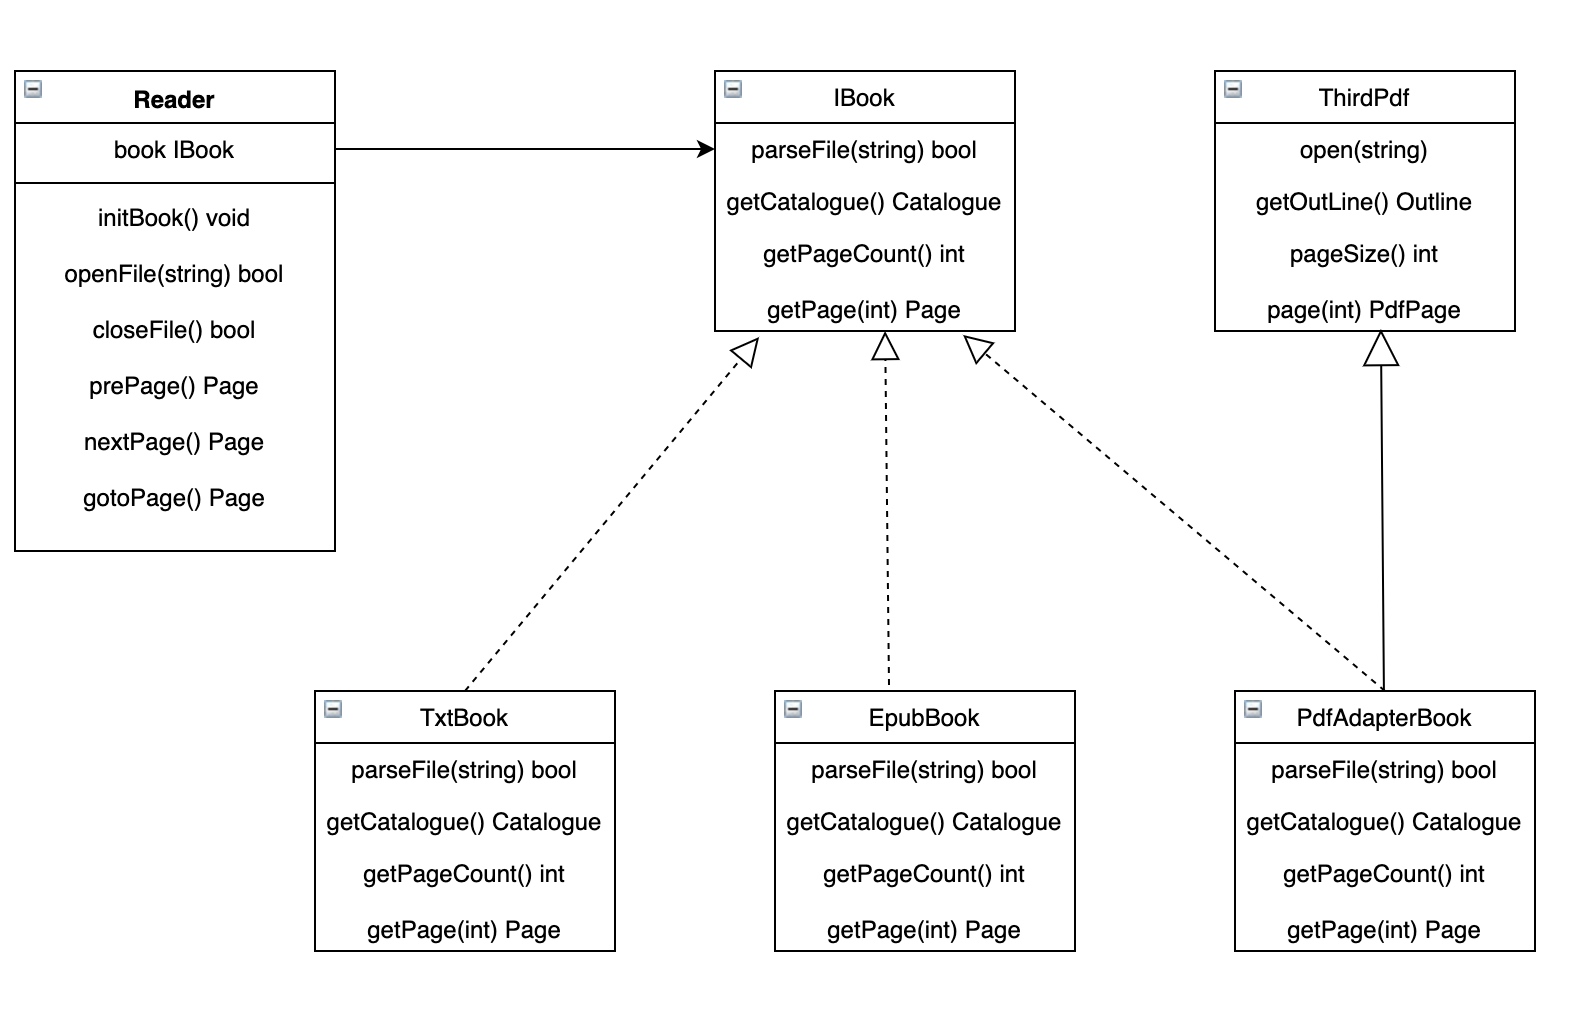 Reader
book IBook
initBook() void
openFile(string) bool
closeFile() bool
prePage() Page
nextPage() Page
gotoPage() Page
IBook
parseFile(string) bool
getCatalogue() Catalogue
getPageCount() int
getPage(int) Page
ThirdPdf
open(string)
getOutLine() Outline
pageSize() int
page(int) PdfPage
TxtBook
parseFile(string) bool
getCatalogue() Catalogue
getPageCount() int
getPage(int) Page
EpubBook
parseFile(string) bool
getCatalogue() Catalogue
getPageCount() int
getPage(int) Page
PdfAdapterBook
parseFile(string) bool
getCatalogue() Catalogue
getPageCount() int
getPage(int) Page